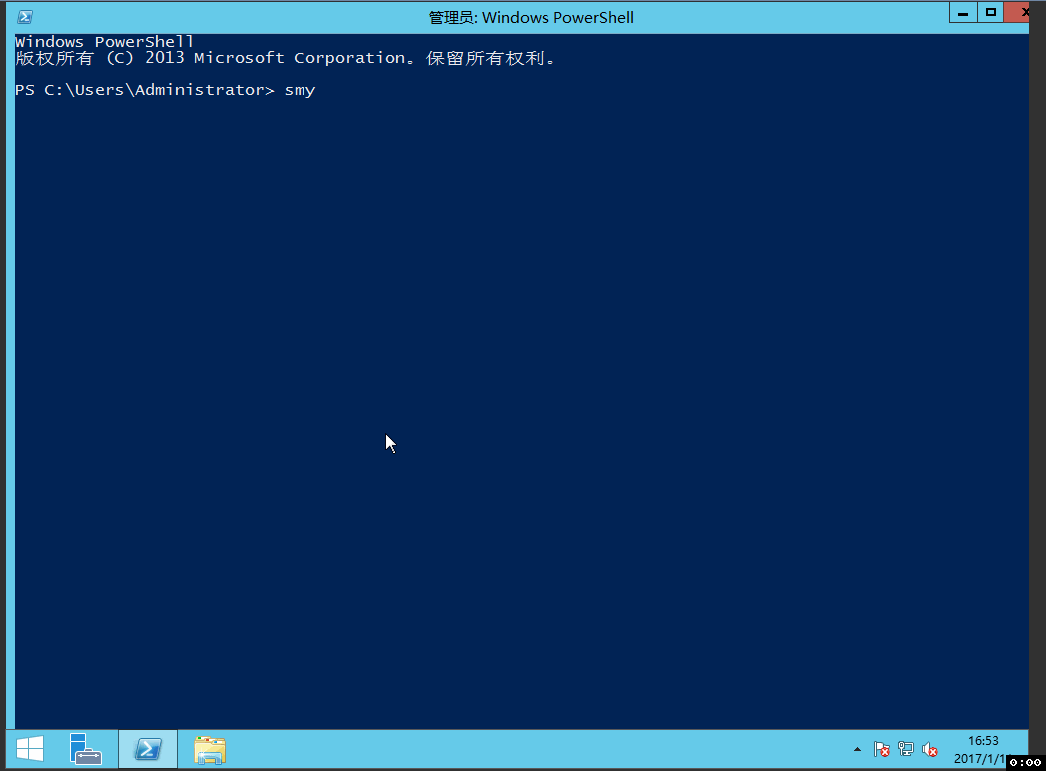 管理员: Windows PowerShell
Windows PowerShell
版权所有 (C) 2013 Microsoft Corporation。保留所有权利。
PS C:\Users\Administrator> smy
16:53
2017/1/1
0:00